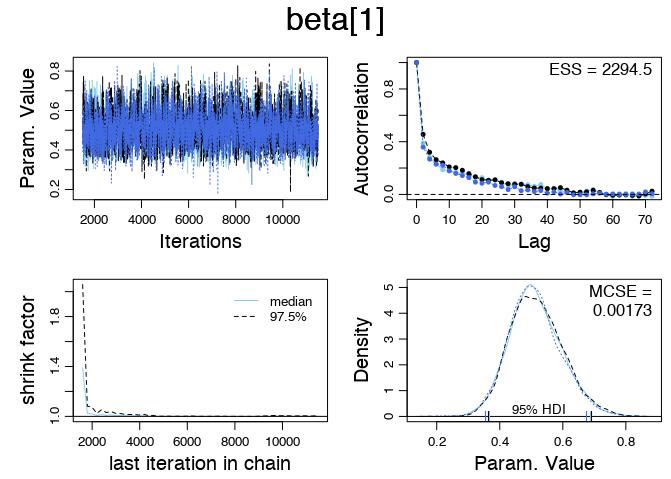 beta[1]
Param. Value
0.2 0.4 0.6 0.8
2000 4000 6000 8000 10000
Iterations
Autocorrelation
0.0 0.4 0.8
ESS = 2294.5
0 10 20 30 40 50 60 70
Lag
shrink factor
1.0 1.4 1.8
median
97.5%
2000 4000 6000 8000 10000
last iteration in chain
Density
0 1 2 3 4 5
MCSE =
0.00173
95% HDI
0.2 0.4 0.6 0.8
Param. Value